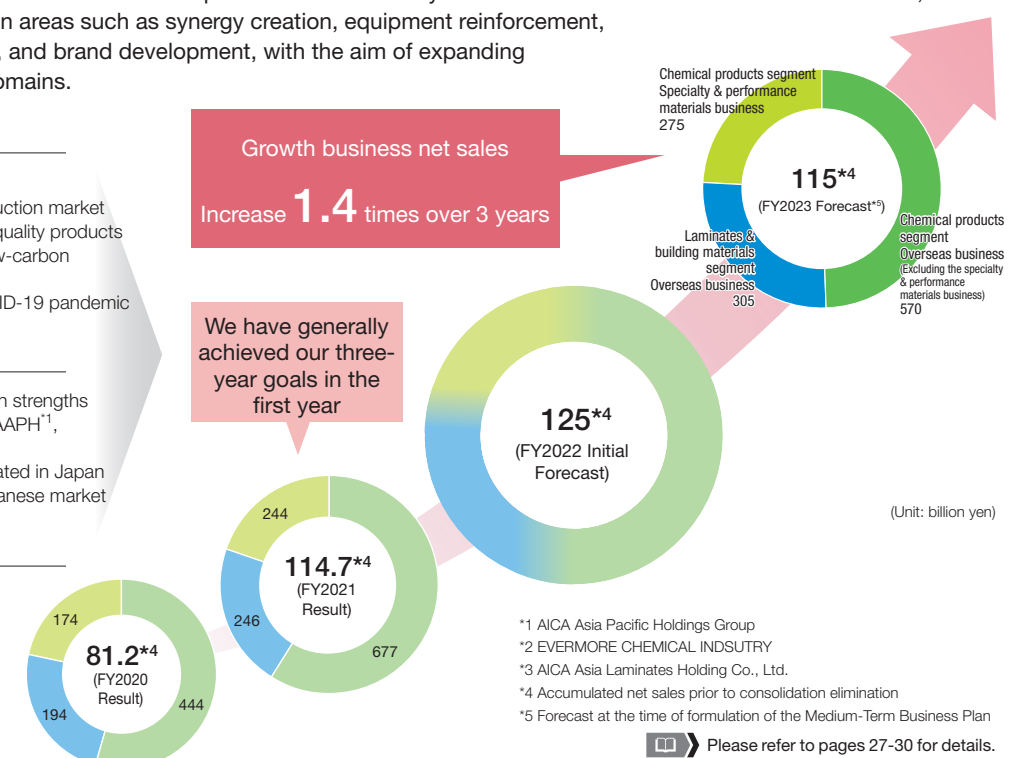 n areas such as synergy creation, equipment reinforcement,
, and brand development, with the aim of expanding
omains.
uction market
quality products
w-carbon
ID-19 pandemic
n strengths
AAPH*1,
ated in Japan
anese market
Growth business net sales
Increase 1.4 times over 3 years
We have generally
achieved our three-
year goals in the
first year
Chemical products segment
Specialty & performance
materials business
275
115*4
(FY2023 Forecast*5)
Laminates &
building materials
segment
Overseas business
305
Chemical products
segment
Overseas business
(Excluding the specialty
& performance
materials business)
570
125*4
(FY2022 Initial
Forecast)
(Unit: billion yen)
244
114.7*4
(FY2021
Result)
246
677
174
81.2*4
(FY2020
Result)
194
444
*1 AICA Asia Pacific Holdings Group
*2 EVERMORE CHEMICAL INDSUTRY
*3 AICA Asia Laminates Holding Co., Ltd.
*4 Accumulated net sales prior to consolidation elimination
*5 Forecast at the time of formulation of the Medium-Term Business Plan
Please refer to pages 27-30 for details.